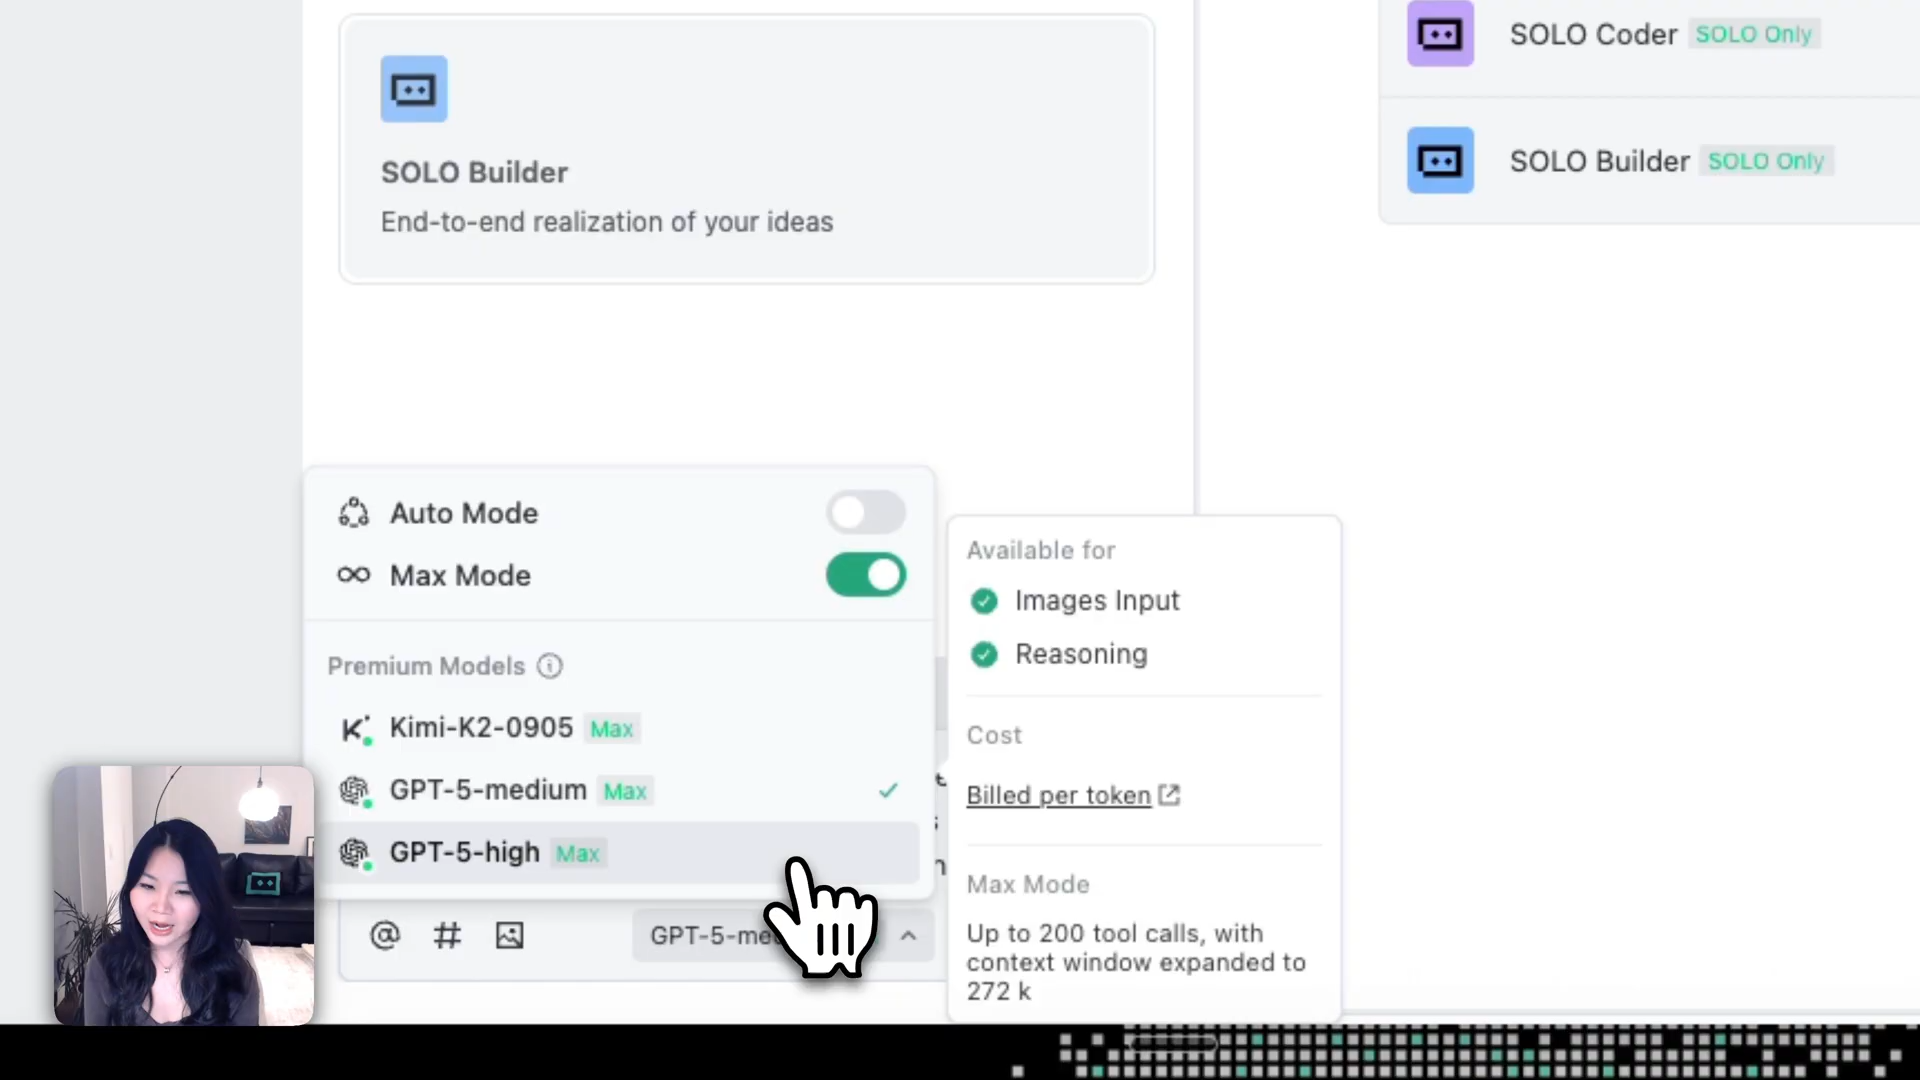 SOLO Coder SOLO Only
SOLO Builder SOLO Only
SOLO Builder
End-to-end realization of your ideas
Auto Mode
Max Mode
Premium Models
Kimi-K2-0905 Max
GPT-5-medium Max
GPT-5-high Max
@ #
Available for
Images Input
Reasoning
Cost
Billed per token
Max Mode
Up to 200 tool calls, with
context window expanded to
272 k